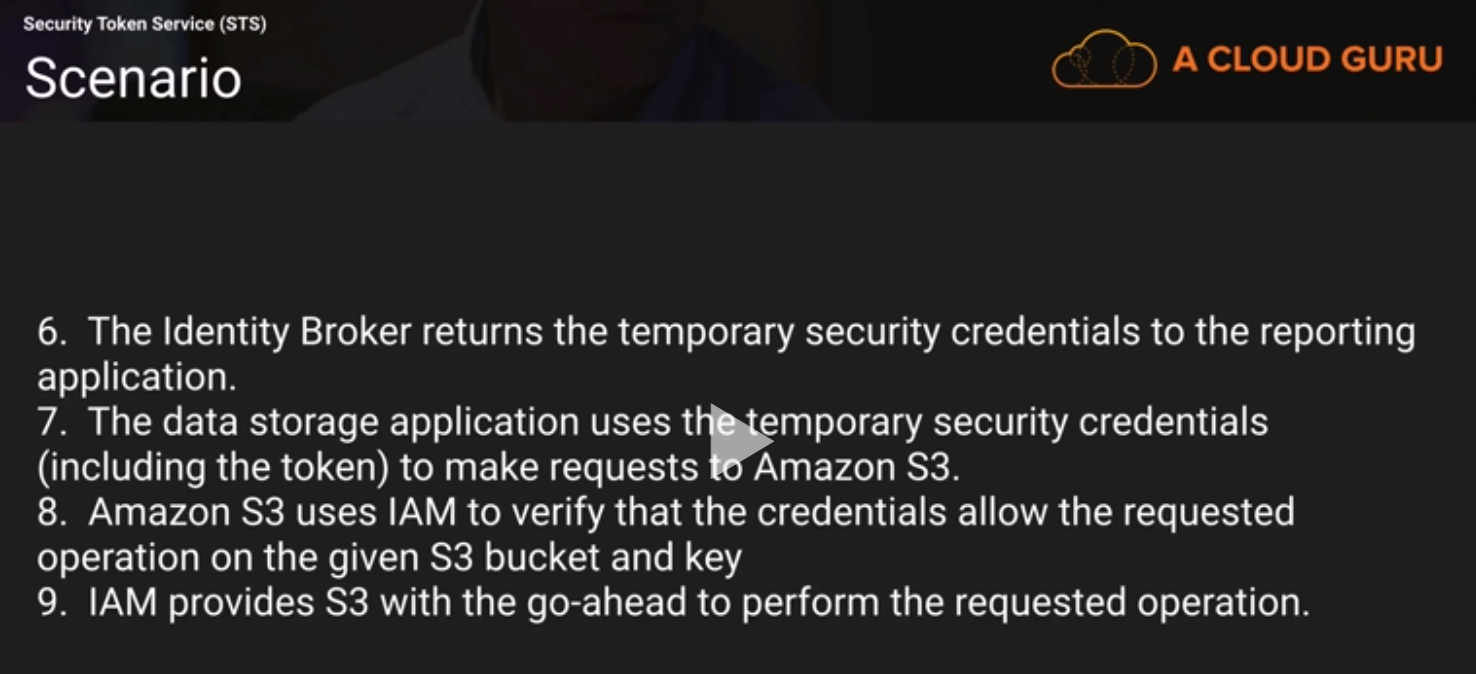 Security Token Service (STS)
Scenario
A CLOUD GURU
6. The Identity Broker returns the temporary security credentials to the reporting
application.
7. The data storage application uses the temporary security credentials
(including the token) to make requests to Amazon S3.
8. Amazon S3 uses IAM to verify that the credentials allow the requested
operation on the given S3 bucket and key
9. IAM provides S3 with the go-ahead to perform the requested operation.